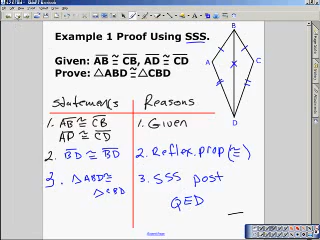 Example 1 Proof Using SSS.
B
Given: AB ≅ CB, AD ≅ CD
Prove: △ABD ≅ △CBD
A
C
D
Statements
Reasons
1. AB ≅ CB
AD ≅ CD
1. Given
2. BD ≅ BD
2. Reflex. prop (≅)
3. △ABD ≅
△CBD
3. SSS post
QED